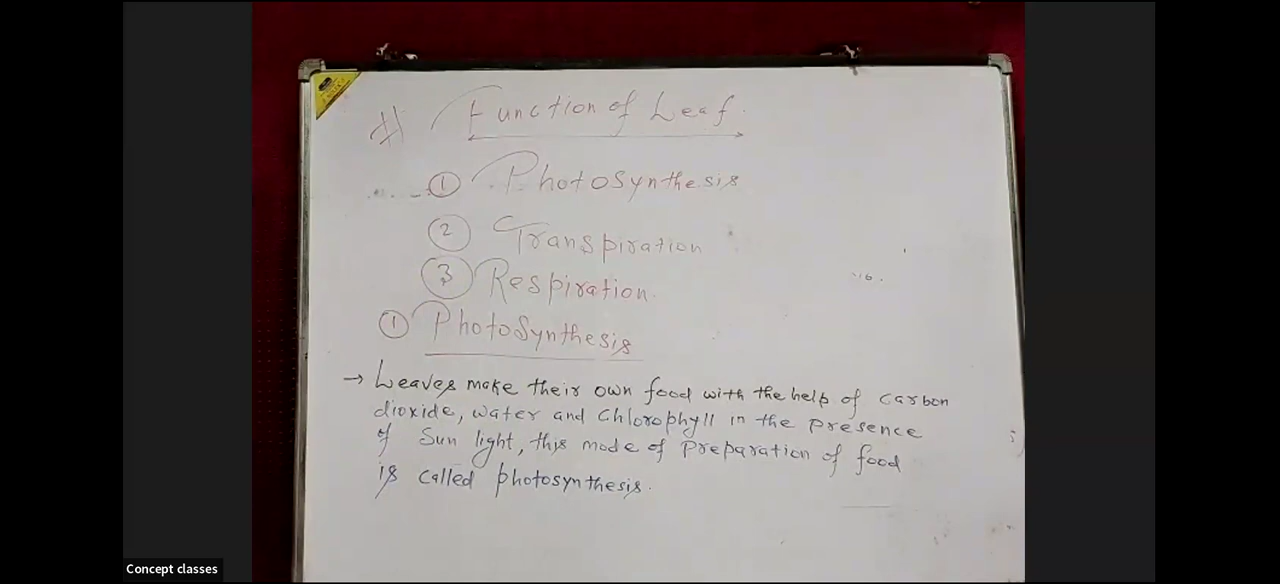 #) Function of Leaf.
① Photosynthesis
② Transpiration
③ Respiration.
① Photosynthesis
→ Leaves make their own food with the help of carbon
dioxide, water and chlorophyll in the presence
of Sun light, this mode of preparation of food
is called photosynthesis.
Concept classes